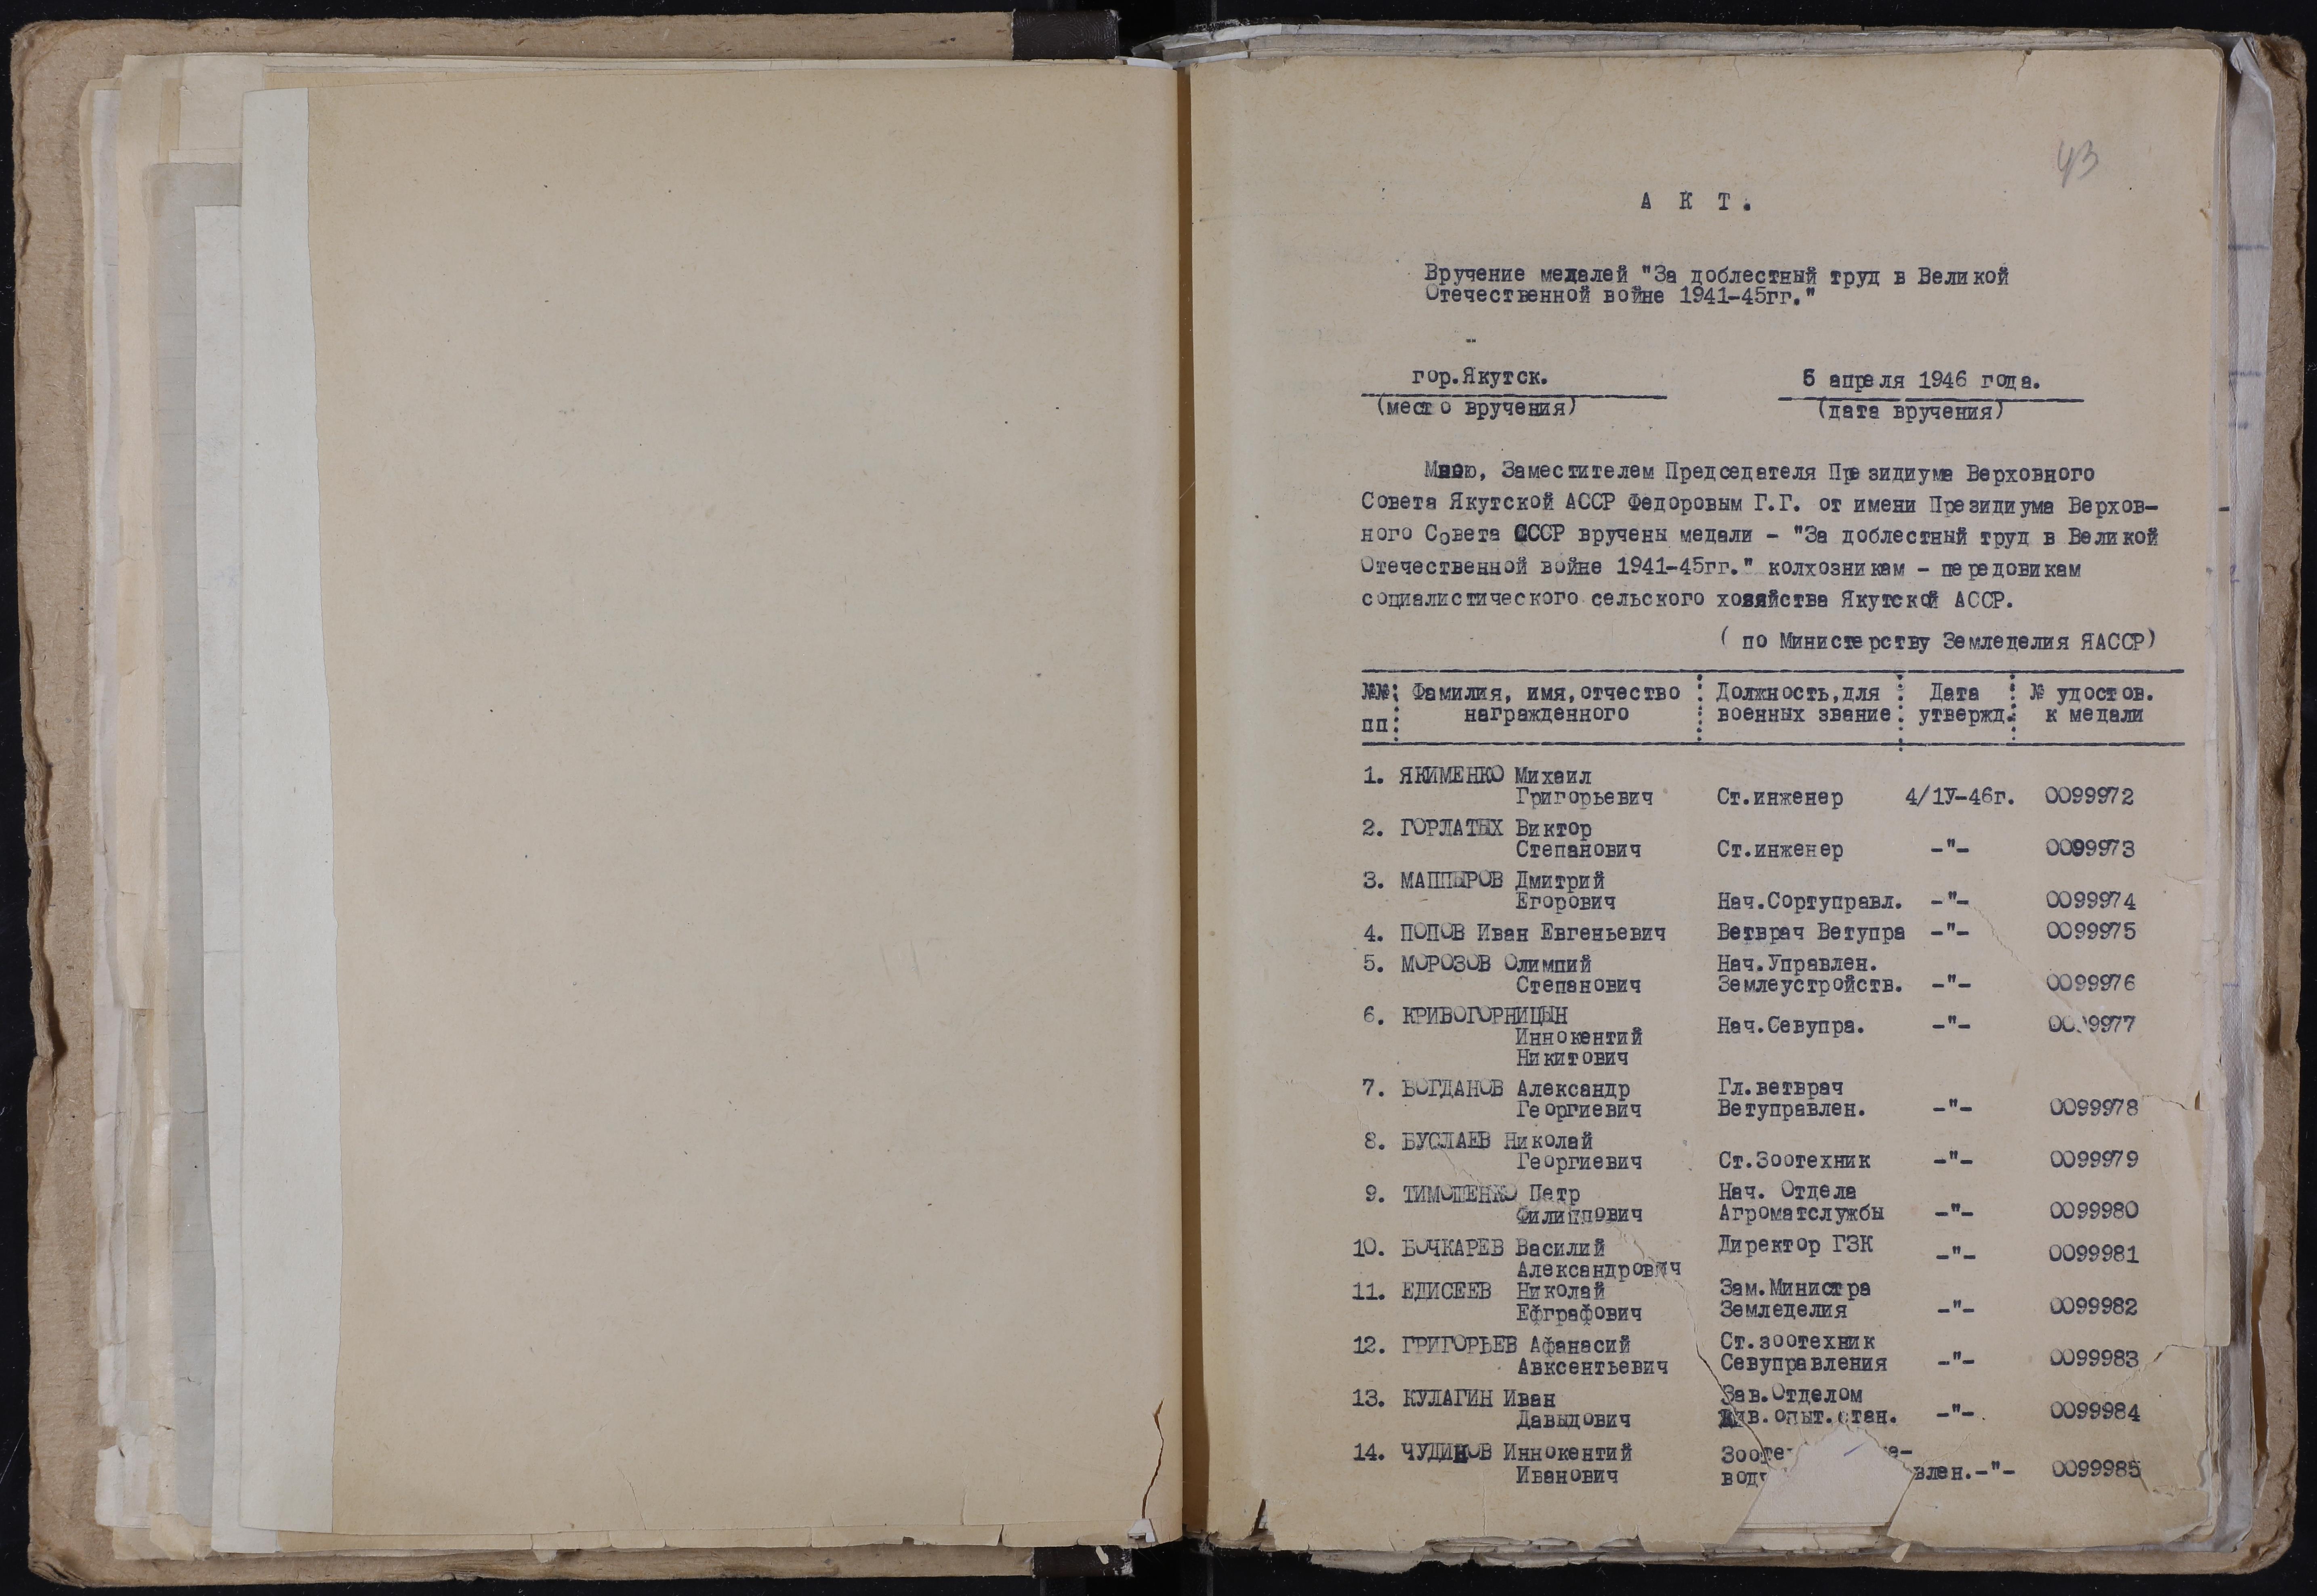 43
А К Т.
Вручение медалей "За доблестный труд в Великой
Отечественной войне 1941-45гг."
гор.Якутск.
6 апреля 1946 года.
(место вручения)
(дата вручения)
Мною, Заместителем Председателя Президиума Верховного
Совета Якутской АССР Федоровым Г.Г. от имени Президиума Верхов-
ного Совета СССР вручены медали - "За доблестный труд в Великой
Отечественной войне 1941-45гг." колхозникам - передовикам
социалистического сельского хозяйства Якутской АССР.
( по Министерству Земледелия ЯАССР)
№№ Фамилия, имя, отчество Должность, для Дата № удостов.
пп награжденного военных звание утвержд. к медали
1. ЯКИМЕНКО Михаил
Григорьевич Ст.инженер 4/1У-46г. 0099972
2. ГОРЛАТЫХ Виктор
Степанович Ст.инженер -"- 0099973
3. МАППЫРОВ Дмитрий
Егорович Нач.Сортуправл. -"- 0099974
4. ПОПОВ Иван Евгеньевич Ветврач Ветупра -"- 0099975
5. МОРОЗОВ Олимпий Нач.Управлен.
Степанович Землеустройств. -"- 0099976
6. КРИВОГОРНИЦЫН
Нач.Севупра. -"- 0099977
Иннокентий
Никитович
7. БОГДАНОВ Александр Гл.ветврач
Георгиевич Ветуправлен. -"- 0099978
8. БУСЛАЕВ Николай
Георгиевич Ст.Зоотехник -"- 0099979
9. ТИМОШЕНКО Петр Нач. Отдела
Филиппович Агроматслужбы -"- 0099980
10. БОЧКАРЕВ Василий Директор ГЗК -"- 0099981
Александрович
11. ЕДИСЕЕВ Николай Зам.Министра
Ефграфович Земледелия -"- 0099982
12. ГРИГОРЬЕВ Афанасий Ст.зоотехник
Авксентьевич Севуправления -"- 0099983
13. КУЛАГИН Иван Зав.Отделом
Давыдович Жив.опыт.стан. -"- 0099984
14. ЧУДИНОВ Иннокентий
Иванович влен.-"- 0099985